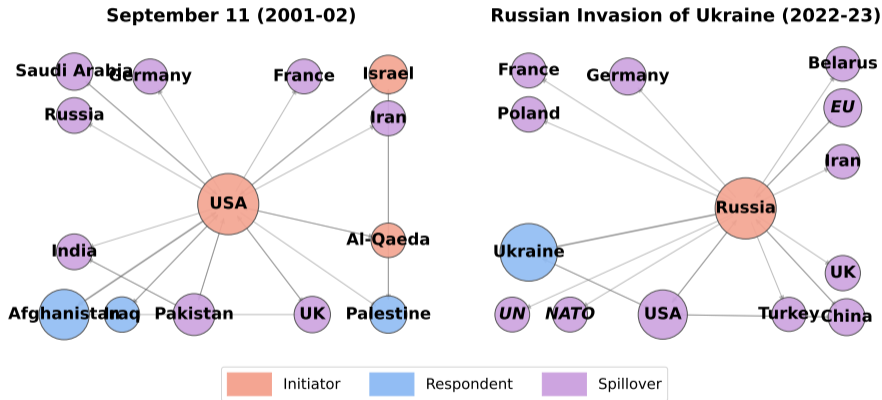 September 11 (2001-02)
Saudi Arabia
Germany
France
Israel
Russia
Iran
USA
India
Al-Qaeda
Afghanistan
Iraq
Pakistan
UK
Palestine
Russian Invasion of Ukraine (2022-23)
France
Germany
Belarus
Poland
EU
Iran
Russia
Ukraine
UK
UN
NATO
USA
Turkey
China
Initiator
Respondent
Spillover